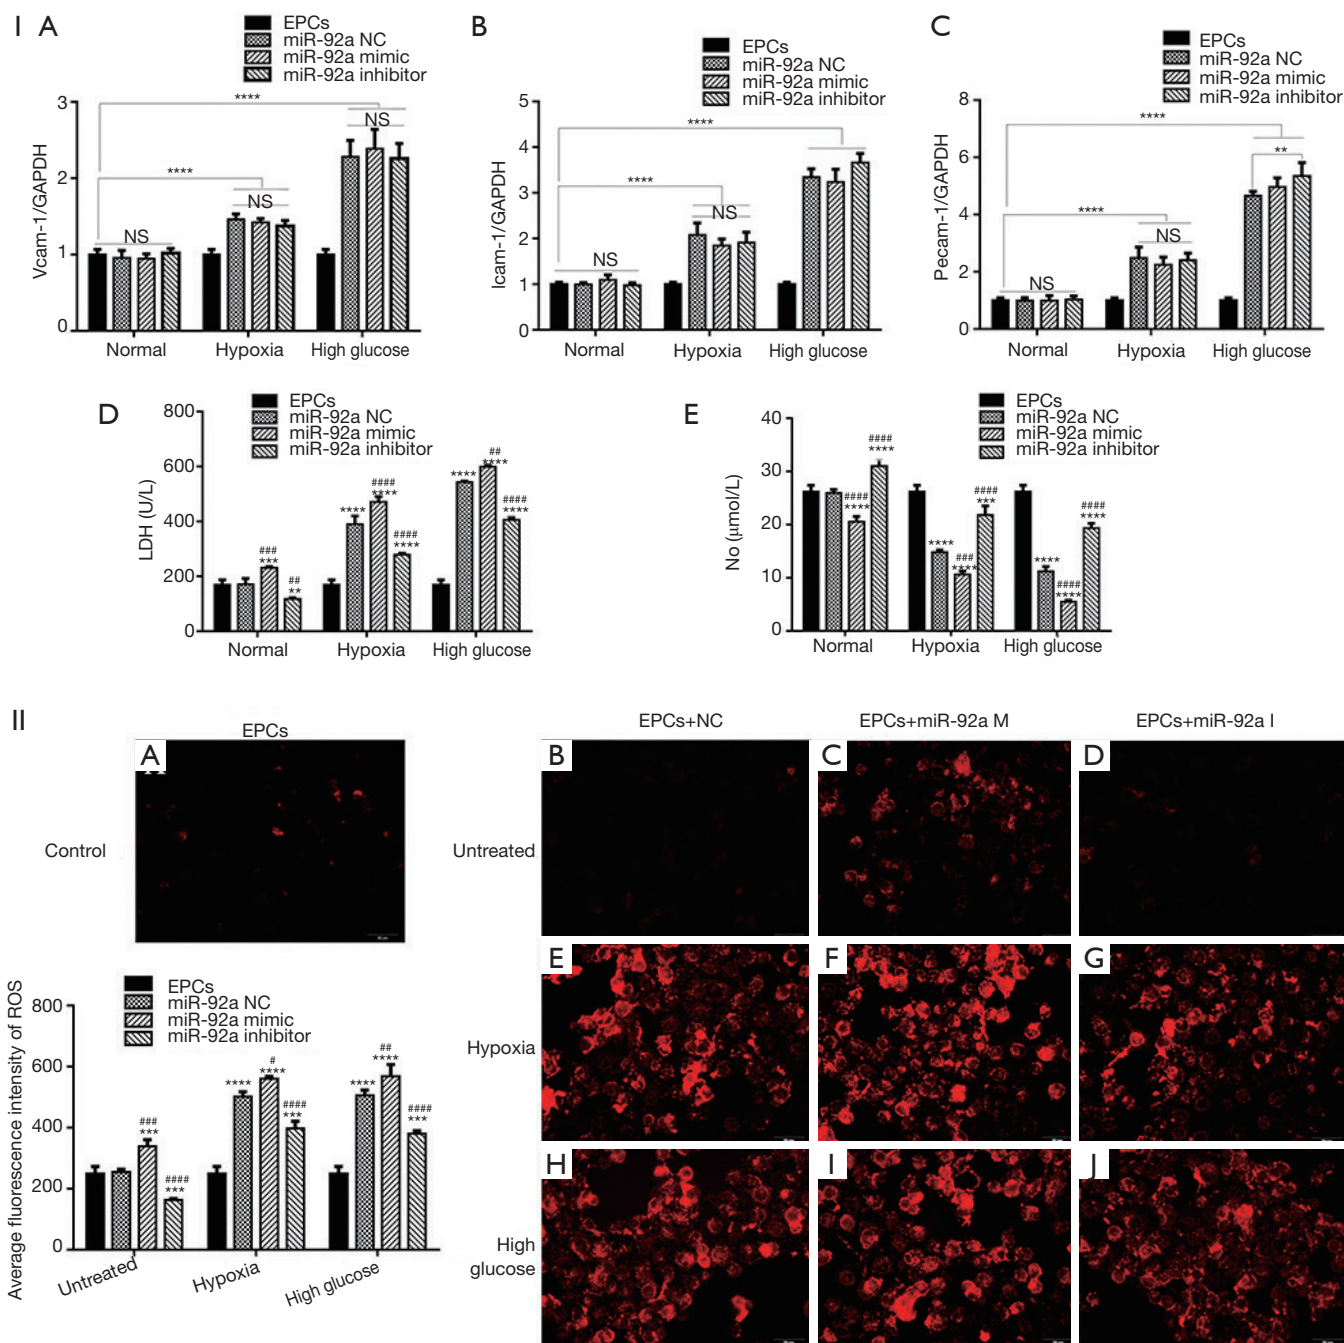 I A
EPCs
miR-92a NC
miR-92a mimic
miR-92a inhibitor
Vcam-1/GAPDH
3
2
1
0
****
****
NS
NS
NS
Normal Hypoxia High glucose
B
EPCs
miR-92a NC
miR-92a mimic
miR-92a inhibitor
Icam-1/GAPDH
5
4
3
2
1
0
****
****
NS
NS
Normal Hypoxia High glucose
C
EPCs
miR-92a NC
miR-92a mimic
miR-92a inhibitor
Pecam-1/GAPDH
8
6
4
2
0
****
**
****
NS
NS
Normal Hypoxia High glucose
D
EPCs
miR-92a NC
miR-92a mimic
miR-92a inhibitor
LDH (U/L)
800
600
400
200
0
###
***
##
**
****
####
****
####
****
****
##
****
####
****
Normal Hypoxia High glucose
E
EPCs
miR-92a NC
miR-92a mimic
miR-92a inhibitor
No (μmol/L)
40
30
20
10
0
####
****
####
****
****
###
****
####
***
****
####
****
####
****
Normal Hypoxia High glucose
II
EPCs
A
Control
EPCs+NC EPCs+miR-92a M EPCs+miR-92a I
Untreated
B C D
Hypoxia
E F G
High
glucose
H I J
EPCs
miR-92a NC
miR-92a mimic
miR-92a inhibitor
Average fluorescence intensity of ROS
800
600
400
200
0
###
***
####
***
****
#
****
####
***
****
##
****
####
***
Untreated Hypoxia High glucose